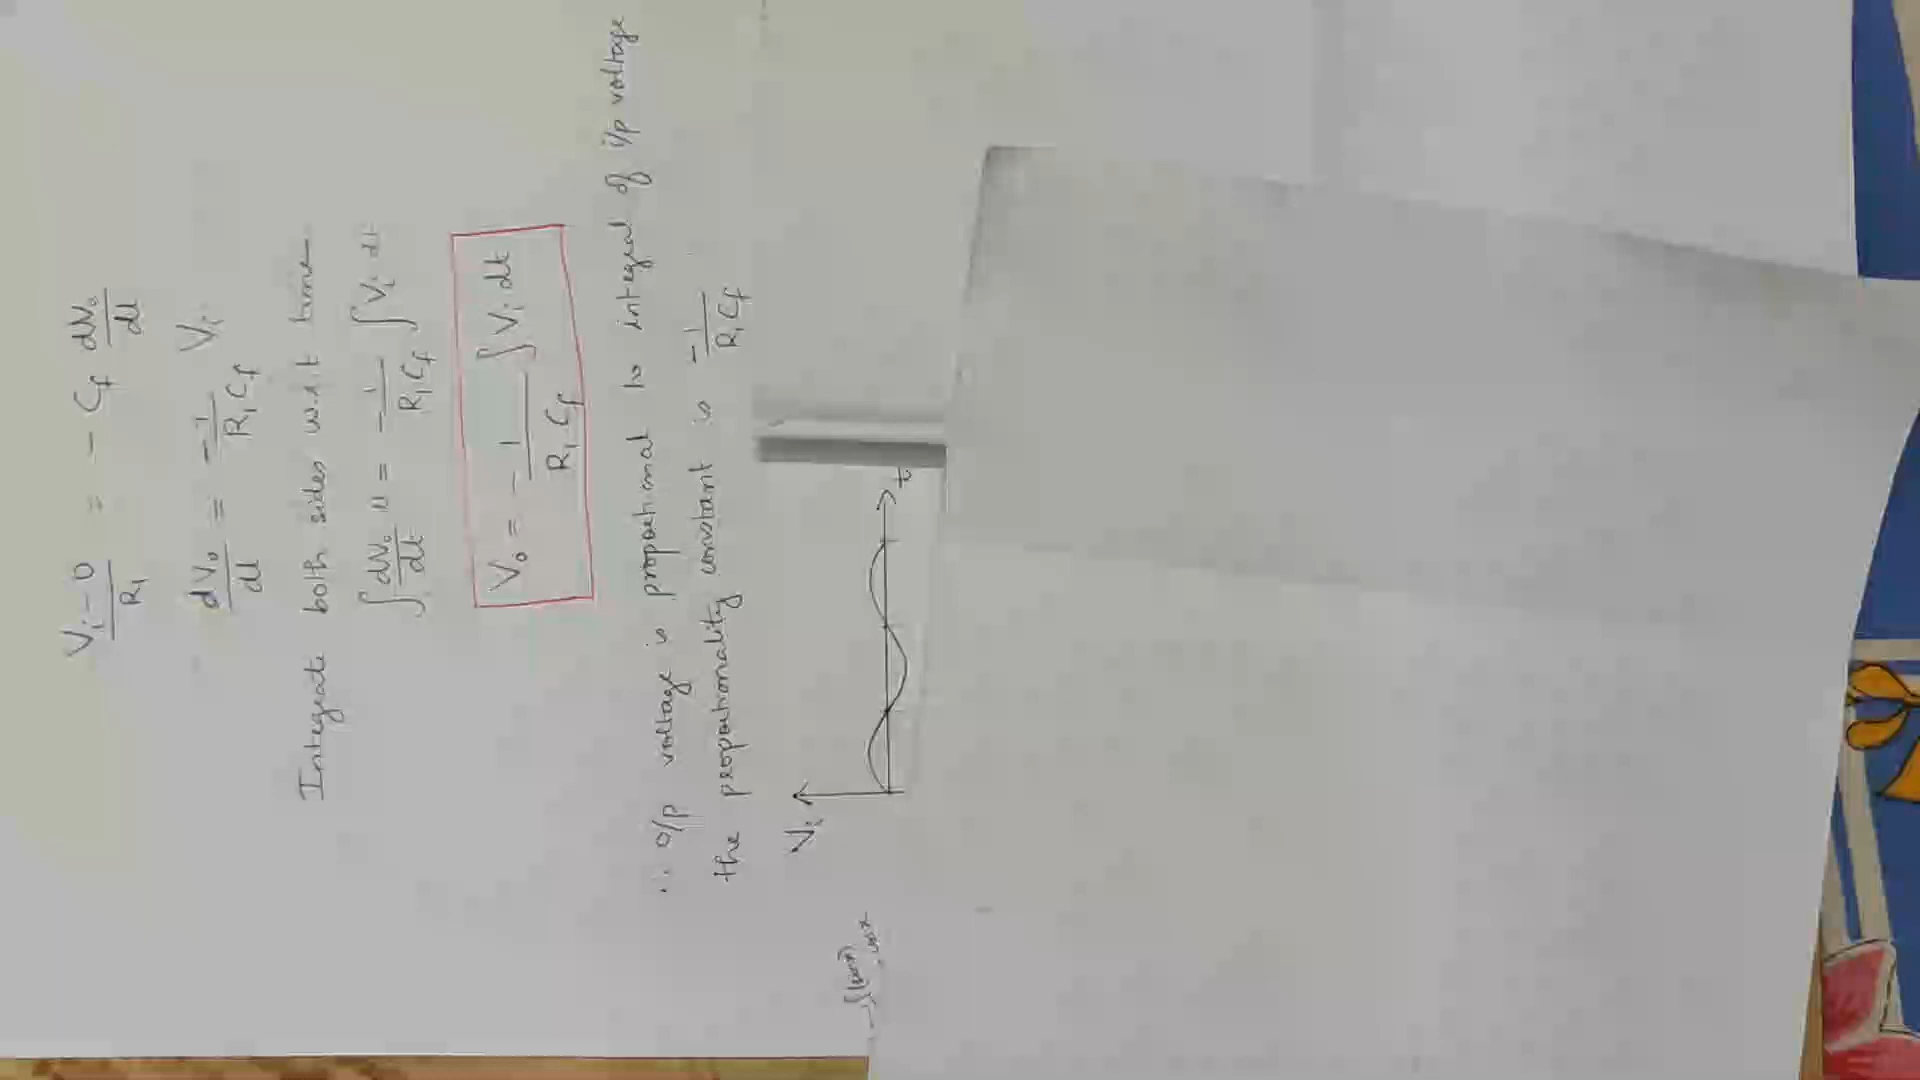 Vi - 0 / R1 = - Cf dVo/dt
dVo/dt = - 1/R1Cf Vi
Integrate both sides w.r.t time
∫ dVo/dt dt = - 1/R1Cf ∫ Vi dt
Vo = - 1/R1Cf ∫ Vi dt
∴ O/p voltage is proportional to integral of i/p voltage
the proportionality constant is - 1/R1Cf
Vi
t